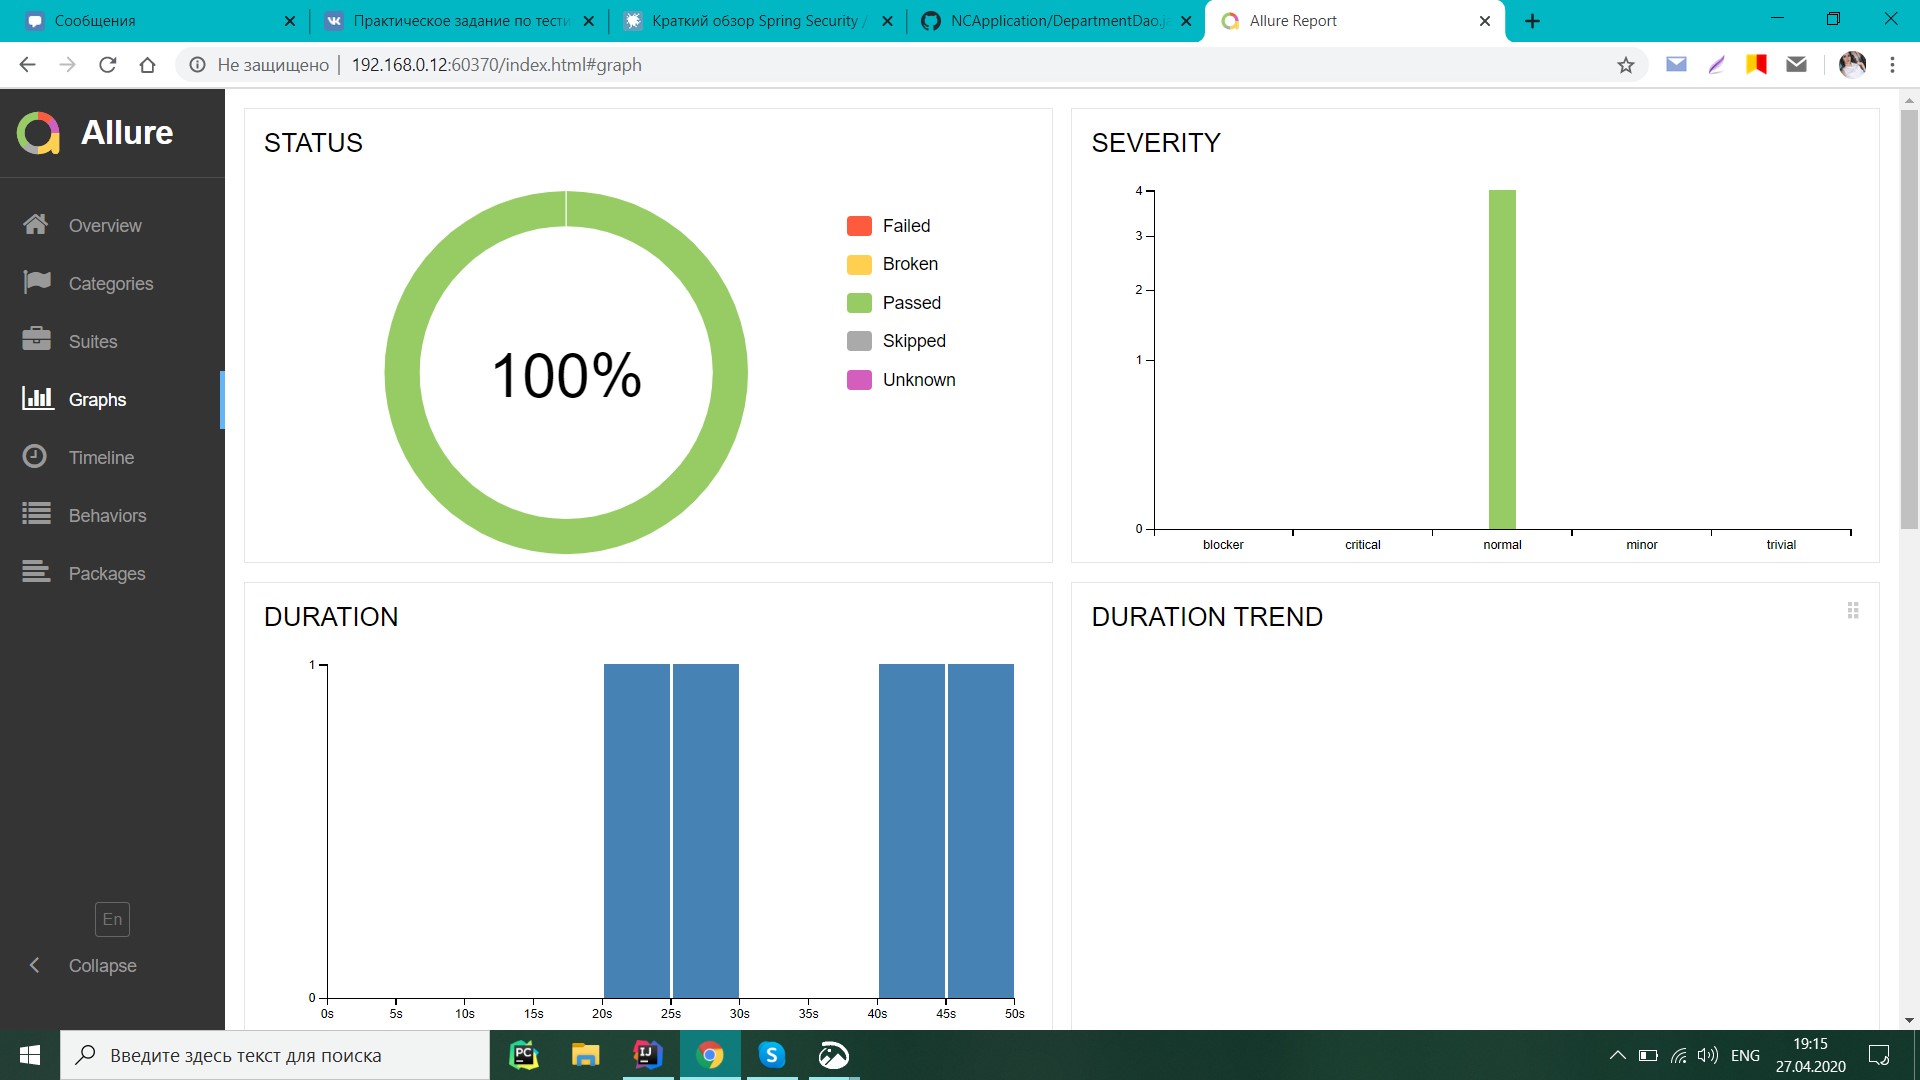 Сообщения
Практическое задание по тести
Краткий обзор Spring Security /
NCApplication/DepartmentDao.ja
Allure Report
Не защищено
192.168.0.12:60370/index.html#graph
Allure
Overview
Categories
Suites
Graphs
Timeline
Behaviors
Packages
En
Collapse
STATUS
100%
Failed
Broken
Passed
Skipped
Unknown
SEVERITY
4
3
2
1
0
blocker critical normal minor trivial
DURATION
1
0
0s 5s 10s 15s 20s 25s 30s 35s 40s 45s 50s
DURATION TREND
Введите здесь текст для поиска
PC
IJ
S
ENG
19:15
27.04.2020